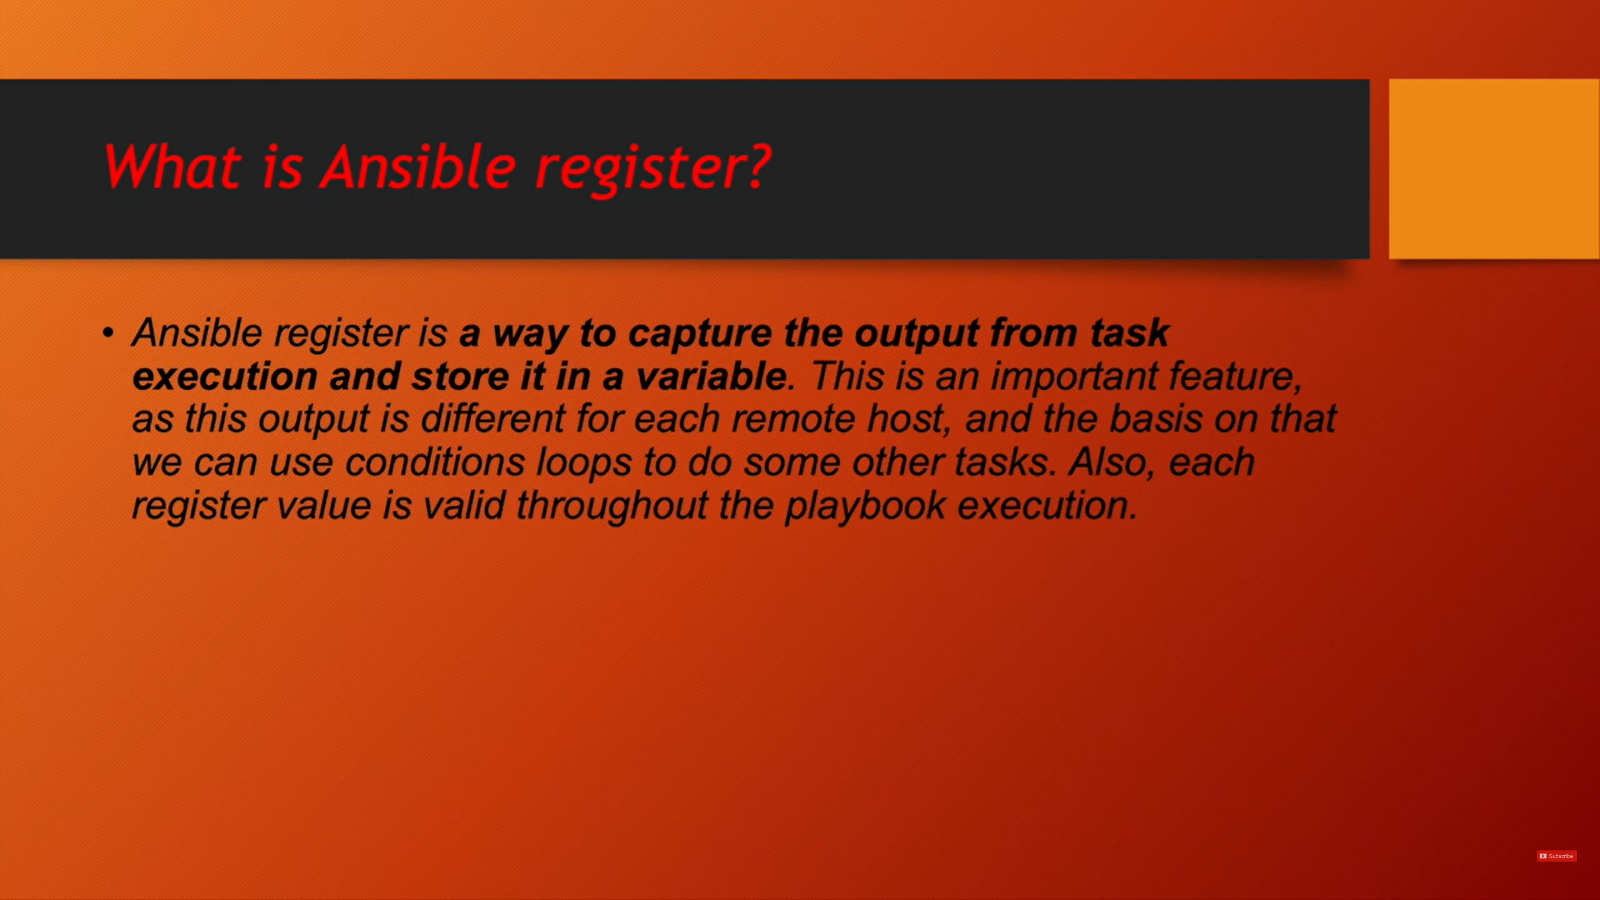 What is Ansible register?
• Ansible register is a way to capture the output from task
execution and store it in a variable. This is an important feature,
as this output is different for each remote host, and the basis on that
we can use conditions loops to do some other tasks. Also, each
register value is valid throughout the playbook execution.
Subscribe